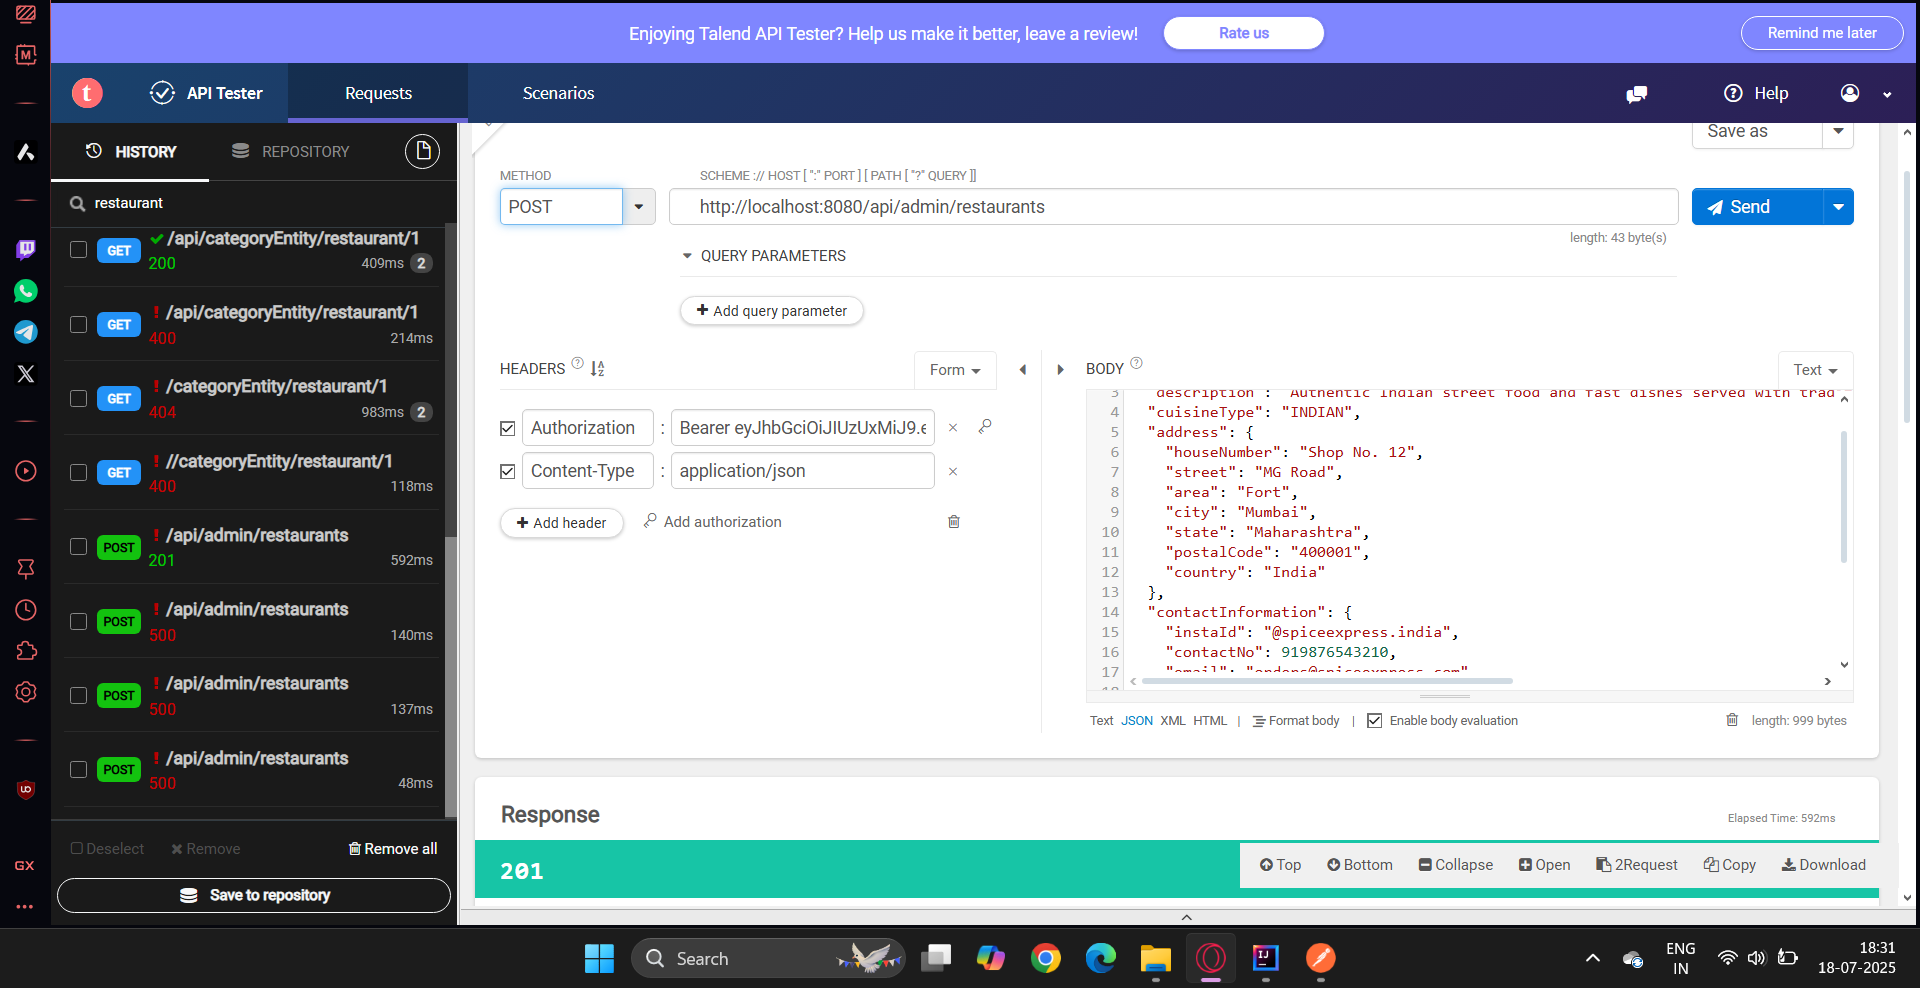 Enjoying Talend API Tester? Help us make it better, leave a review!
Rate us
Remind me later
t
API Tester
Requests
Scenarios
Help
HISTORY
REPOSITORY
restaurant
GET
/api/categoryEntity/restaurant/1
200
409ms
2
GET
! /api/categoryEntity/restaurant/1
400
214ms
GET
! /categoryEntity/restaurant/1
404
983ms
2
GET
! //categoryEntity/restaurant/1
400
118ms
POST
! /api/admin/restaurants
201
592ms
POST
! /api/admin/restaurants
500
140ms
POST
! /api/admin/restaurants
500
137ms
POST
! /api/admin/restaurants
500
48ms
Deselect
Remove
Remove all
Save to repository
Save as
METHOD
SCHEME :// HOST [ ":" PORT ] [ PATH [ "?" QUERY ]]
POST
http://localhost:8080/api/admin/restaurants
Send
length: 43 byte(s)
QUERY PARAMETERS
+ Add query parameter
HEADERS ?
Form
Authorization : Bearer eyJhbGciOiJIUzUxMiJ9.e
Content-Type : application/json
+ Add header
Add authorization
BODY ?
Text
3 "description": "Authentic Indian street food and fast dishes served with trad
4 "cuisineType": "INDIAN",
5 "address": {
6 "houseNumber": "Shop No. 12",
7 "street": "MG Road",
8 "area": "Fort",
9 "city": "Mumbai",
10 "state": "Maharashtra",
11 "postalCode": "400001",
12 "country": "India"
13 },
14 "contactInformation": {
15 "instaId": "@spiceexpress.india",
16 "contactNo": 919876543210,
17 "email": "orders@spiceexpress.com"
18
Text JSON XML HTML | Format body | Enable body evaluation
length: 999 bytes
Response
Elapsed Time: 592ms
201
Top
Bottom
Collapse
Open
2Request
Copy
Download
M
GX
Search
IJ
ENG
IN
18:31
18-07-2025